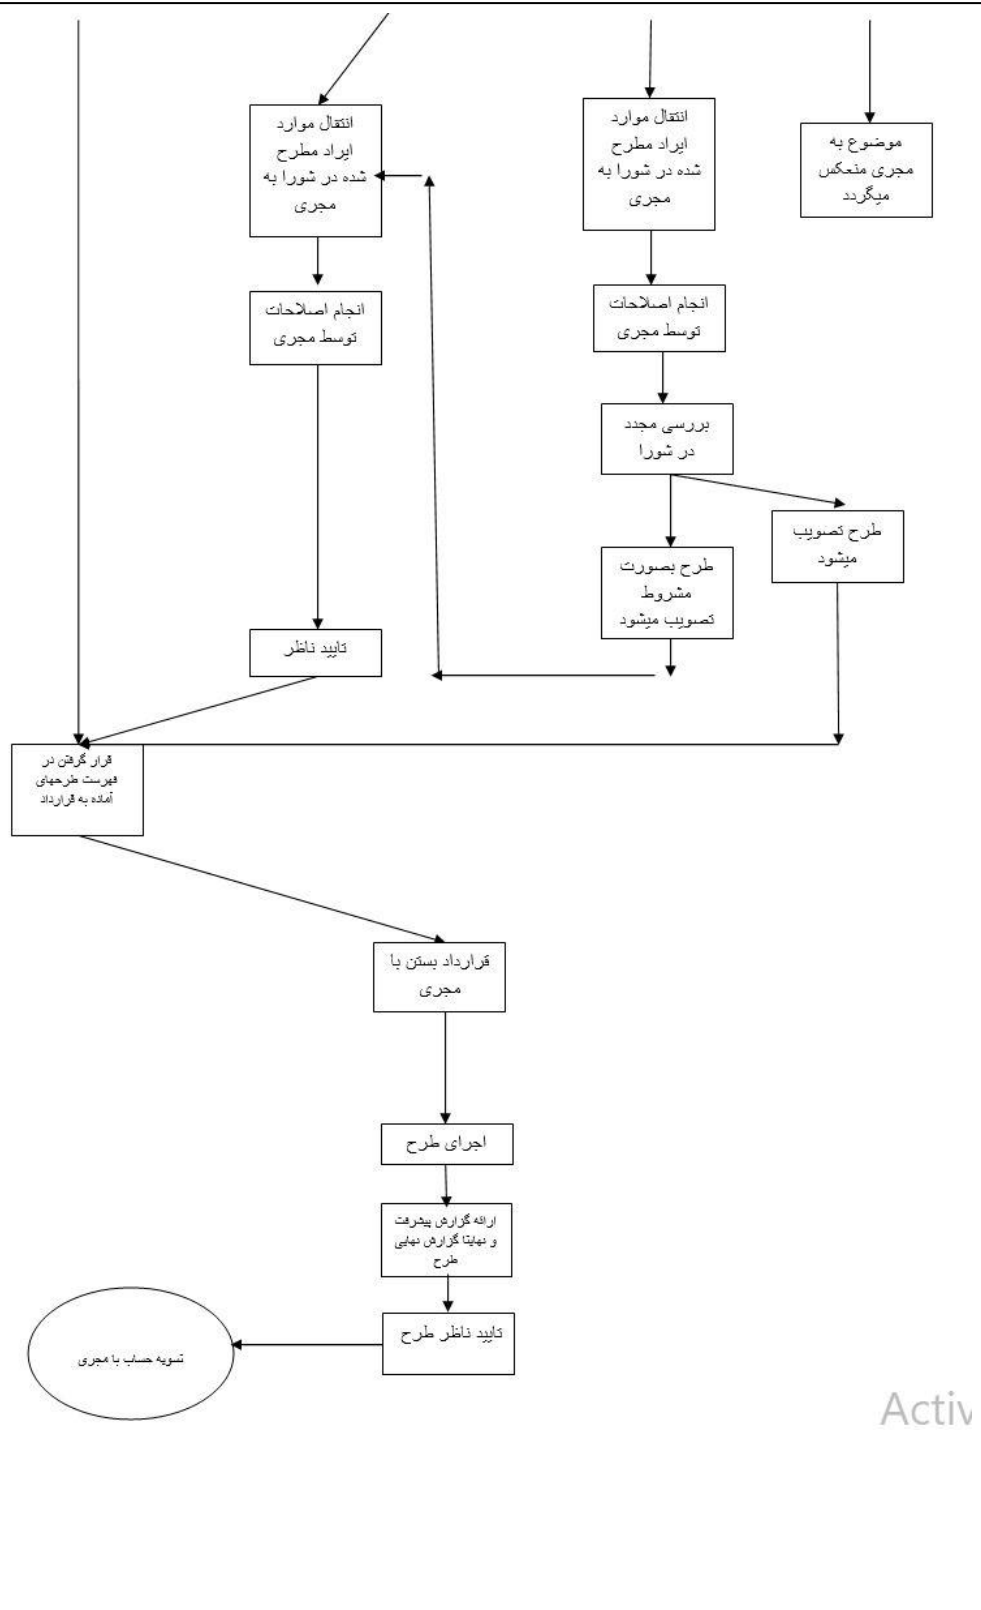 موضوع به
مجری منعکس
میگردد
انتقال موارد
ایراد مطرح
شده در شورا به
مجری
انتقال موارد
ایراد مطرح
شده در شورا به
مجری
انجام اصلاحات
توسط مجری
انجام اصلاحات
توسط مجری
بررسی مجدد
در شورا
طرح تصویب
میشود
طرح بصورت
مشروط
تصویب میشود
تایید ناظر
قرار گرفتن در
فهرست طرحهای
آماده به قرارداد
قرارداد بستن با
مجری
اجرای طرح
ارائه گزارش پیشرفت
و نهایتا گزارش نهایی
طرح
تایید ناظر طرح
تسویه حساب با مجری
Activ